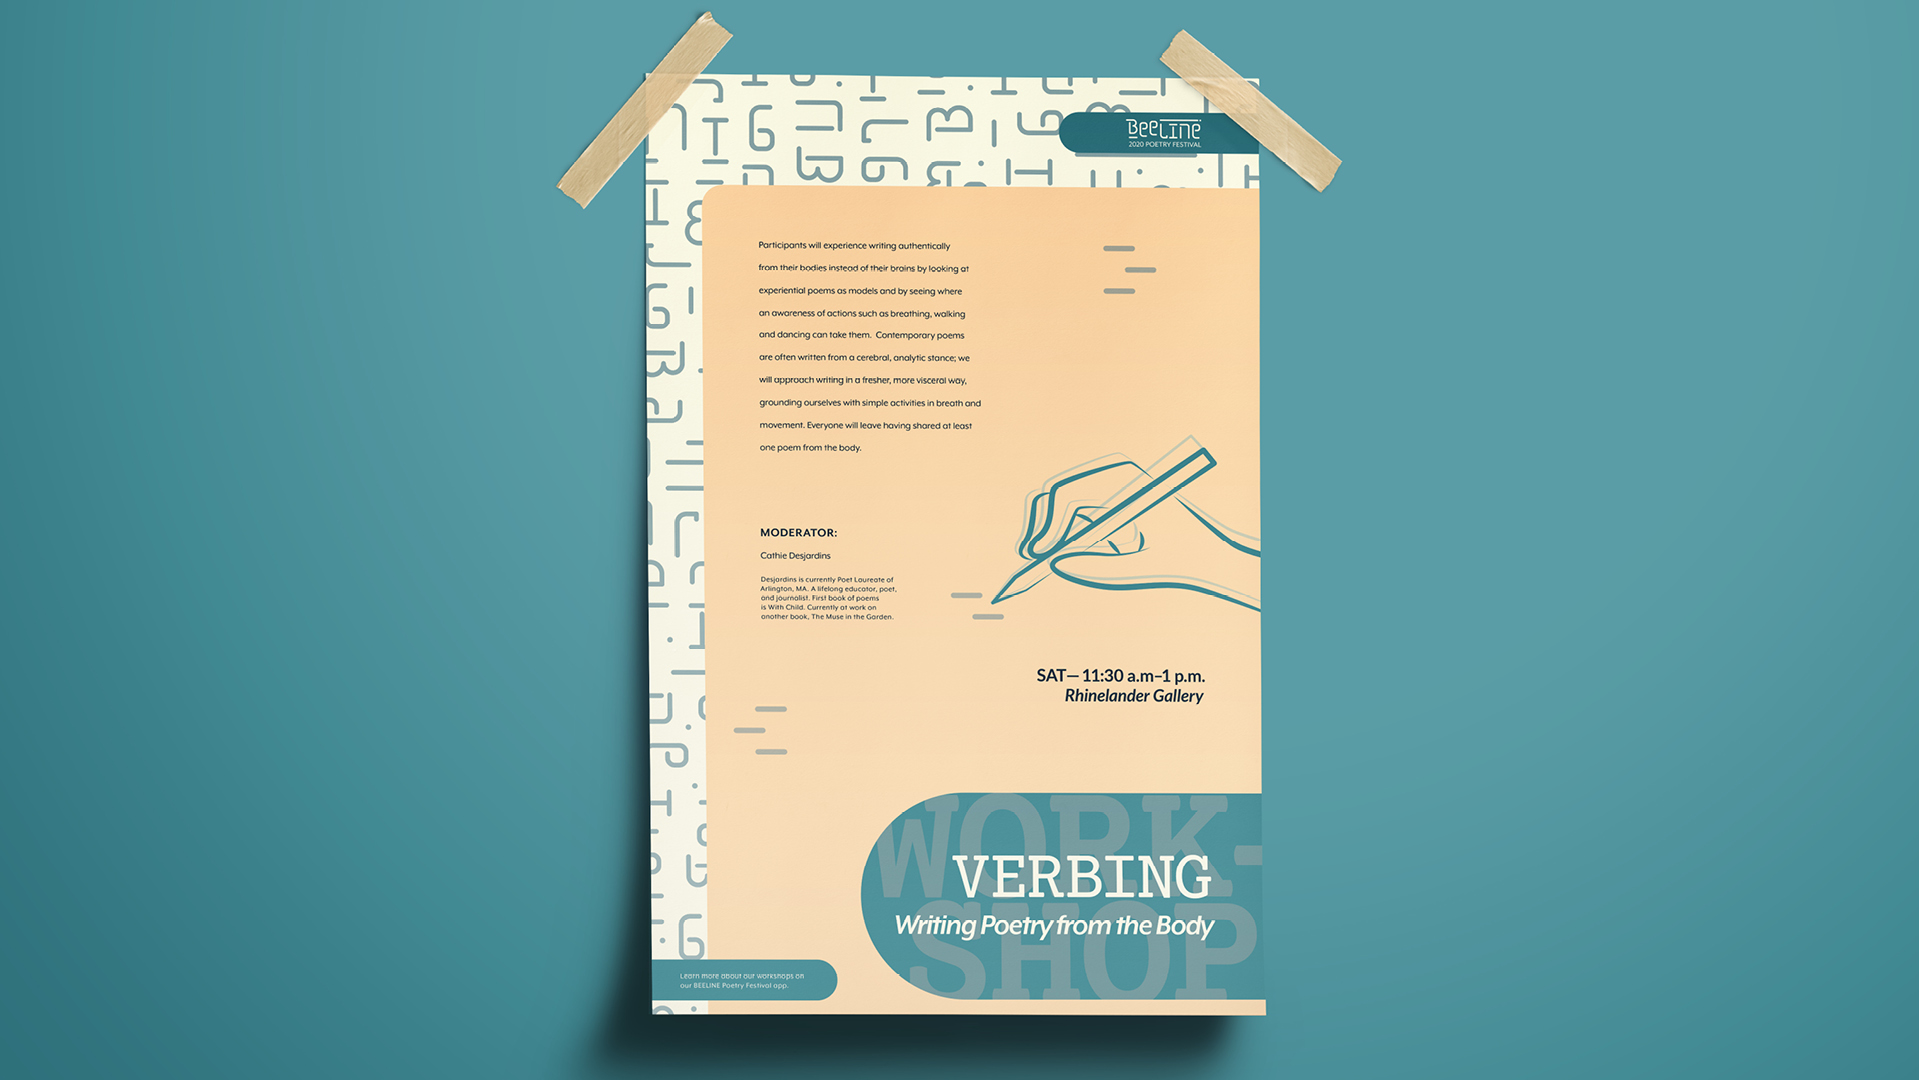 BEELINE
2020 POETRY FESTIVAL
Participants will experience writing authentically
from their bodies instead of their brains by looking at
experiential poems as models and by seeing where
an awareness of actions such as breathing, walking
and dancing can take them.  Contemporary poems
are often written from a cerebral, analytic stance; we
will approach writing in a fresher, more visceral way,
grounding ourselves with simple activities in breath and
movement. Everyone will leave having shared at least
one poem from the body.
MODERATOR:
Cathie Desjardins
Desjardins is currently Poet Laureate of
Arlington, MA. A lifelong educator, poet,
and journalist. First book of poems
is With Child. Currently at work on
another book, The Muse in the Garden.
SAT— 11:30 a.m–1 p.m.
Rhinelander Gallery
WORK-
SHOP
VERBING
Writing Poetry from the Body
Learn more about our workshops on
our BEELINE Poetry Festival app.